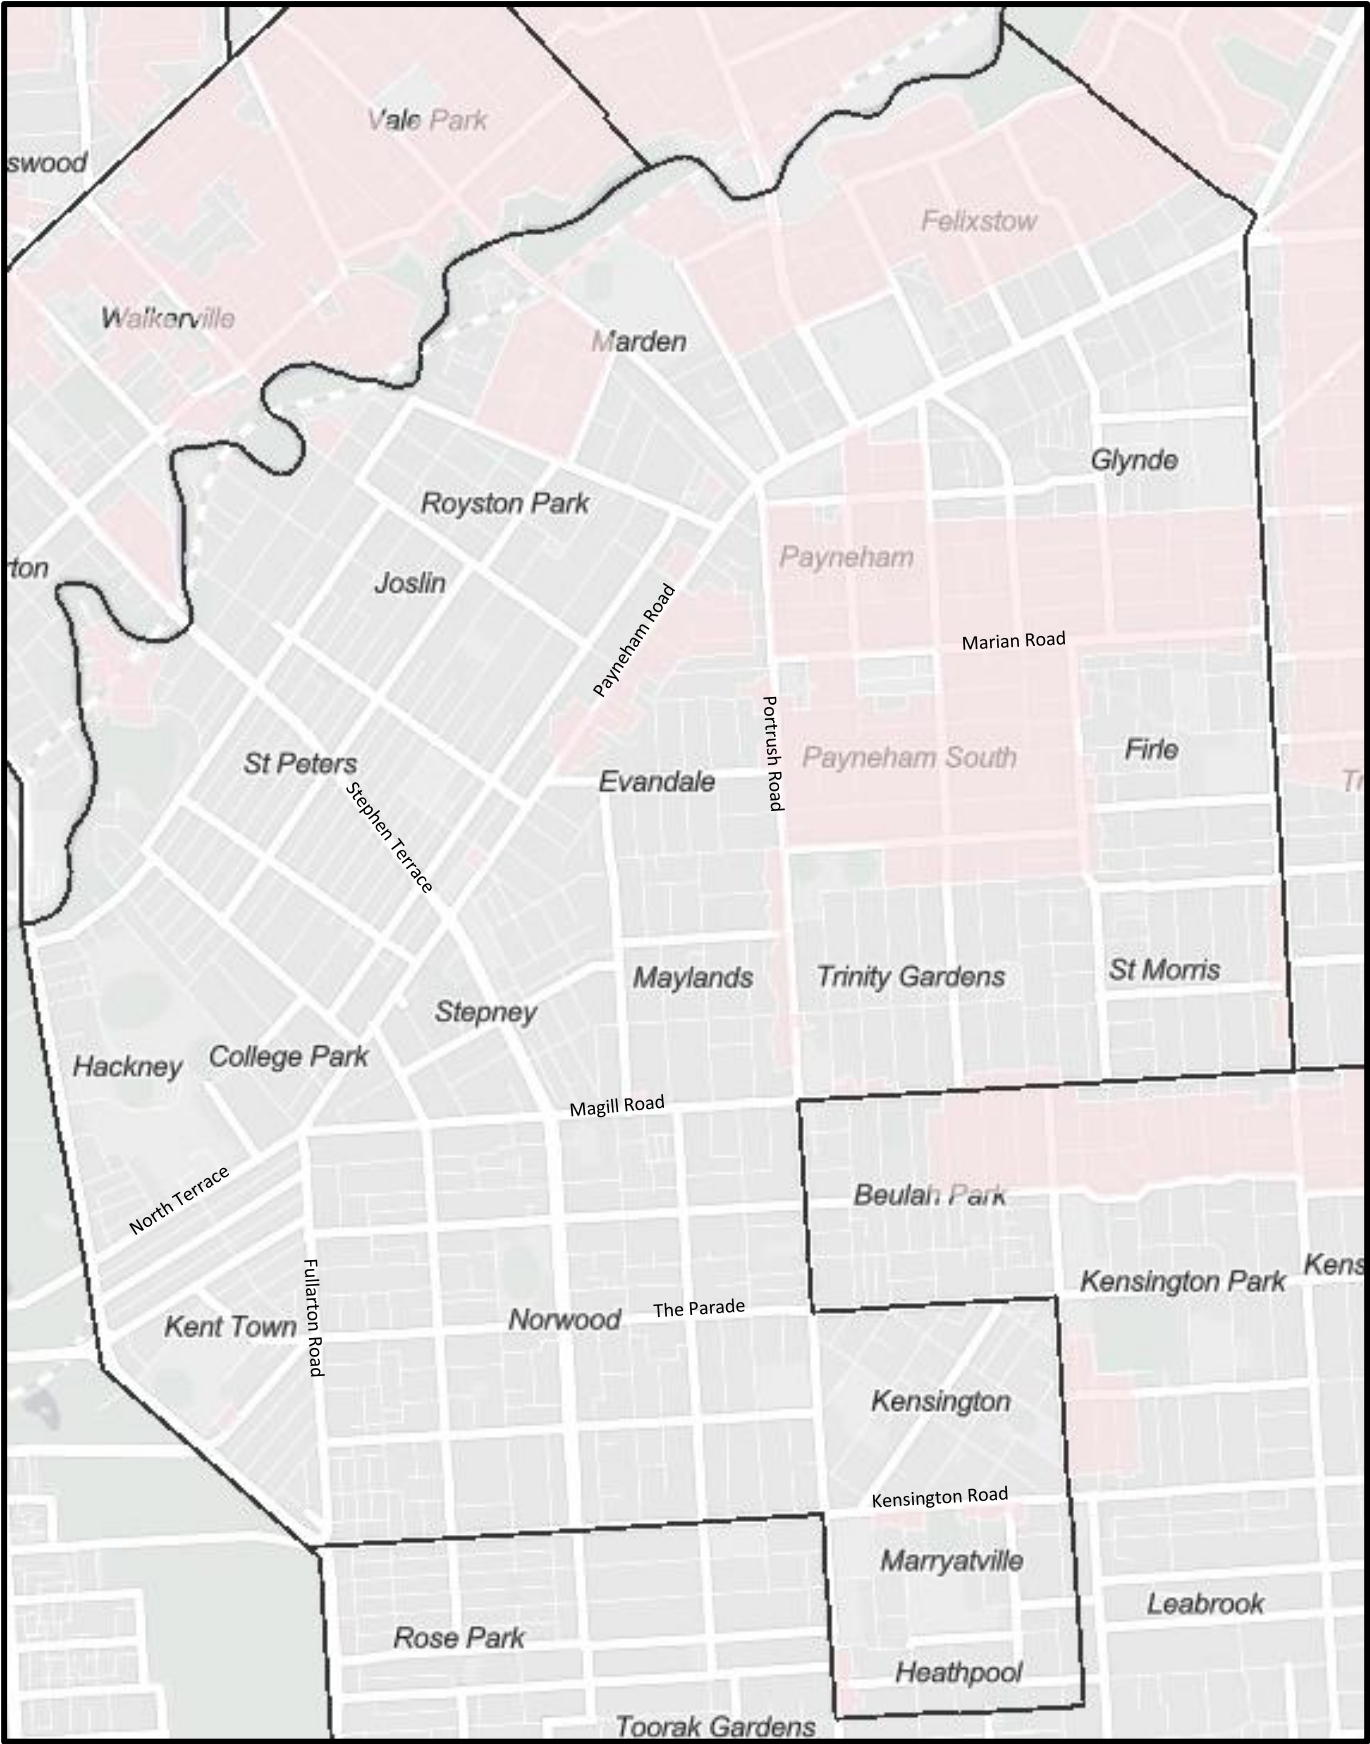 Vale Park
swood
Felixstow
Walkerville
Marden
Glynde
Royston Park
Payneham
rton
Joslin
Payneham Road
Marian Road
Portrush Road
St Peters
Payneham South
Firle
Evandale
Tr
Stephen Terrace
Maylands
Trinity Gardens
St Morris
Stepney
Hackney
College Park
Magill Road
North Terrace
Beulah Park
Kens
Fullarton Road
Kensington Park
Kent Town
Norwood
The Parade
Kensington
Kensington Road
Marryatville
Leabrook
Rose Park
Heathpool
Toorak Gardens